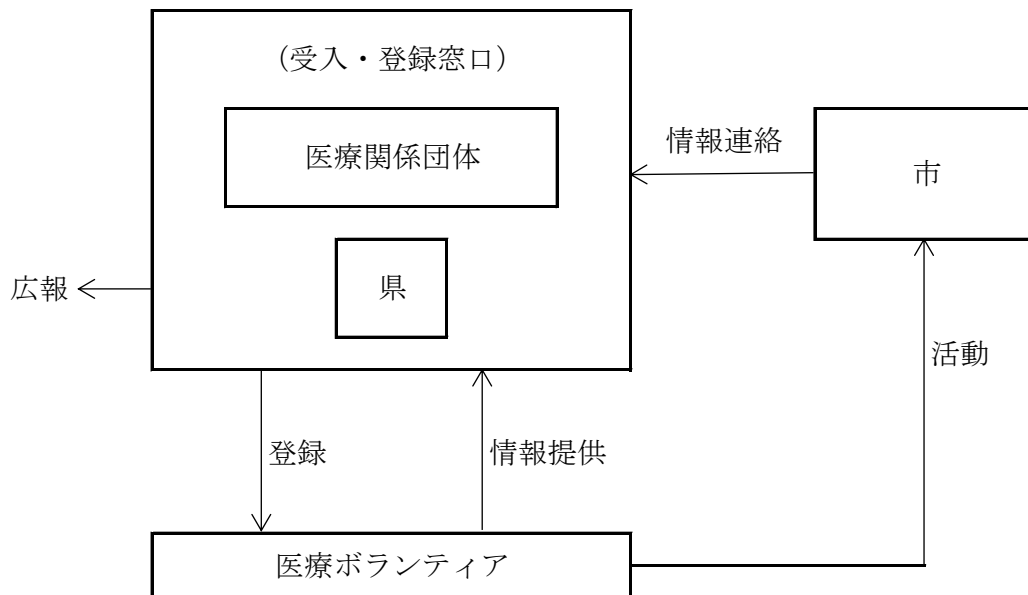 （受入・登録窓口）
医療関係団体
情報連絡
市
県
広報
活動
登録
情報提供
医療ボランティア